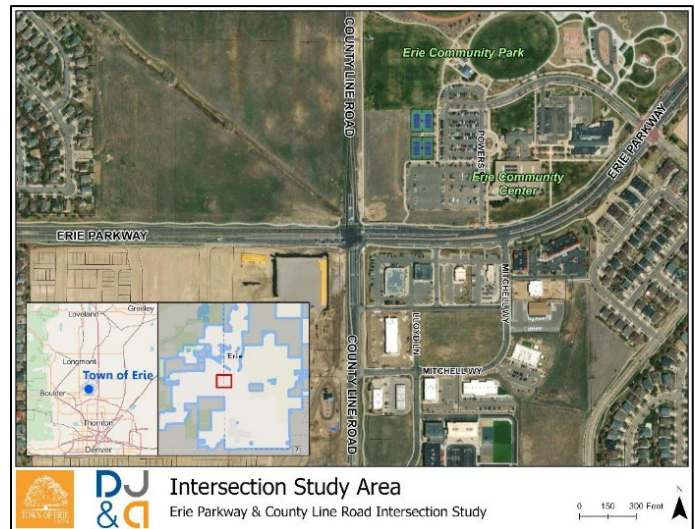 COUNTY LINE ROAD
Erie Community Park
POWERS
Erie Community
Center
ERIE PARKWAY
ERIE PARKWAY
MITCHELL WY
LLOYD LN
MITCHELL WY
COUNTY LINE ROAD
Loveland
Greeley
Longmont
Town of Erie
Boulder
Thornton
Denver
Erie
7
TOWN OF ERIE
DJ
&A
Intersection Study Area
Erie Parkway & County Line Road Intersection Study
N
0 150 300 Feet